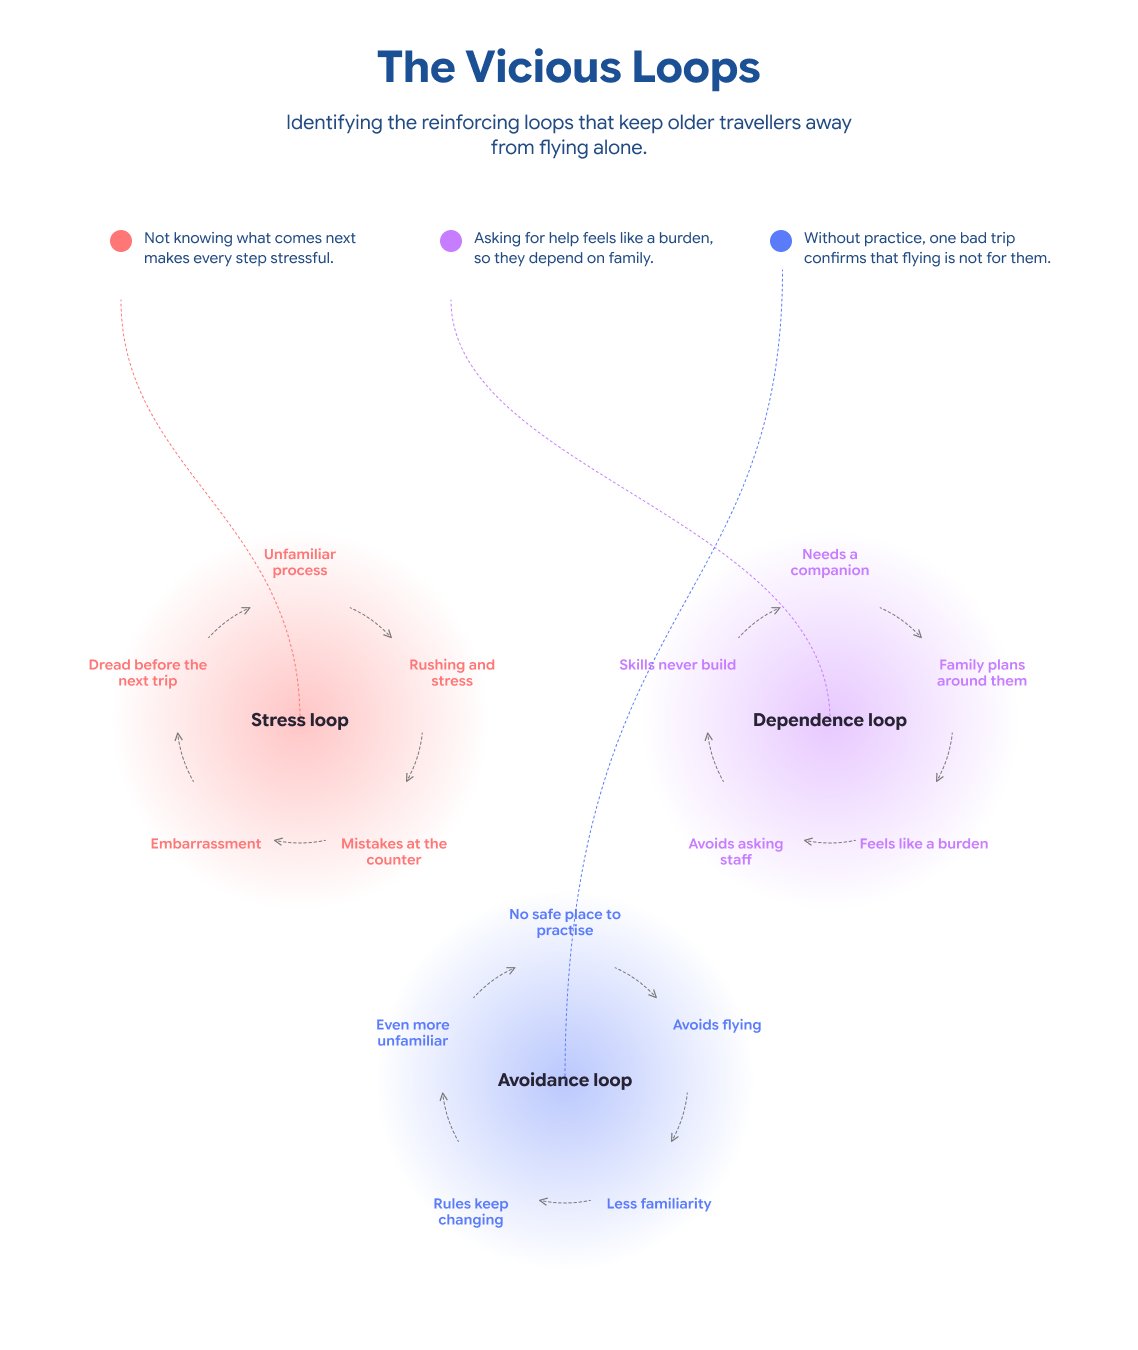 The Vicious Loops
Identifying the reinforcing loops that keep older travellers away
from flying alone.
Not knowing what comes next
makes every step stressful.
Asking for help feels like a burden,
so they depend on family.
Without practice, one bad trip
confirms that flying is not for them.
Unfamiliar
process
Rushing and
stress
Mistakes at the
counter
Embarrassment
Dread before the
next trip
Stress loop
Needs a
companion
Family plans
around them
Feels like a burden
Avoids asking
staff
Skills never build
Dependence loop
No safe place to
practise
Avoids flying
Less familiarity
Rules keep
changing
Even more
unfamiliar
Avoidance loop